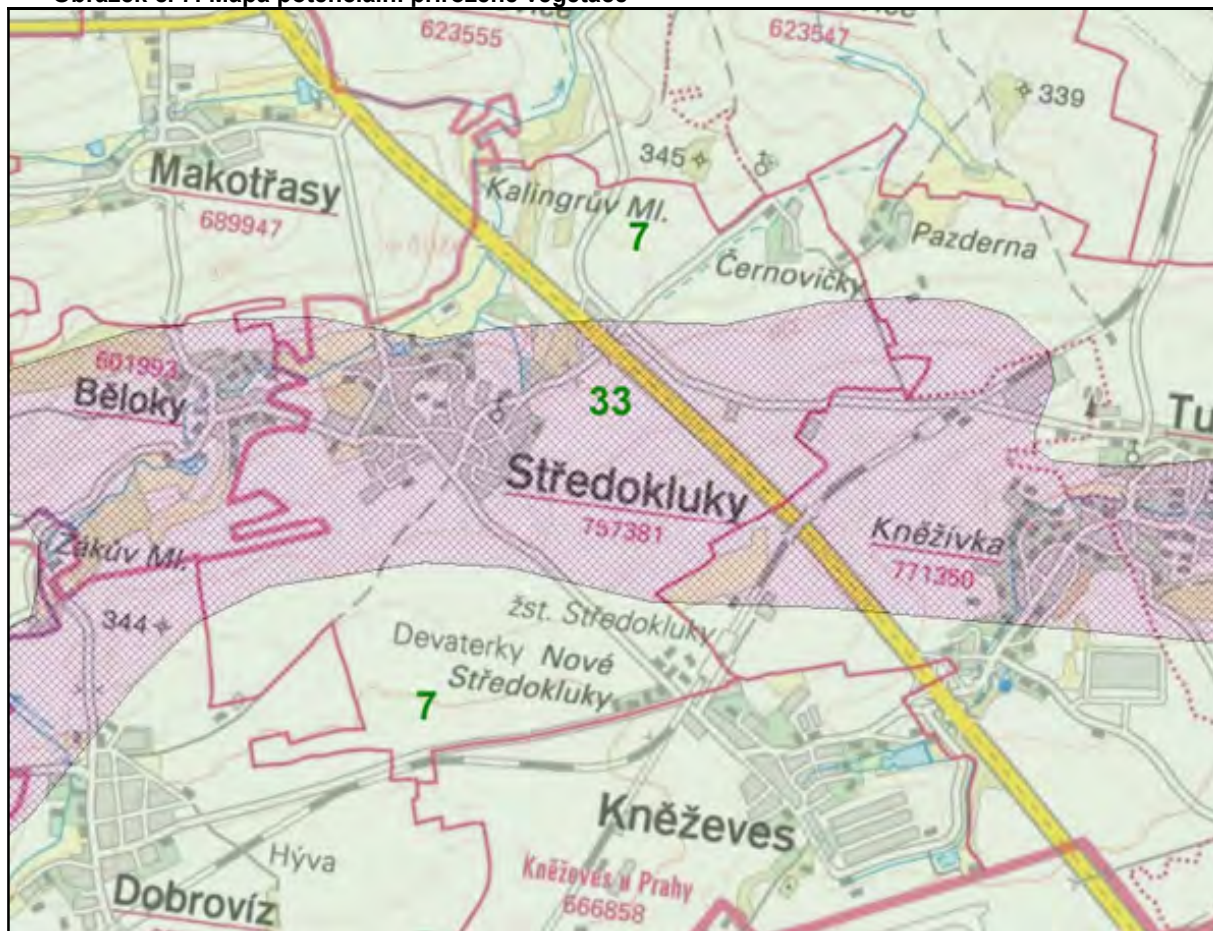 623555
623547
339
345
Makotřasy
689947
Kalingrův Ml.
7
Pazderna
Černovičky
601993
Běloky
33
Tu
Středokluky
757381
Kněžívka
771350
Žákův Ml.
344
žst. Středokluky
Devaterky Nové
Středokluky
7
Kněževes
Hýva
Kněževes u Prahy
666858
Dobrovíz